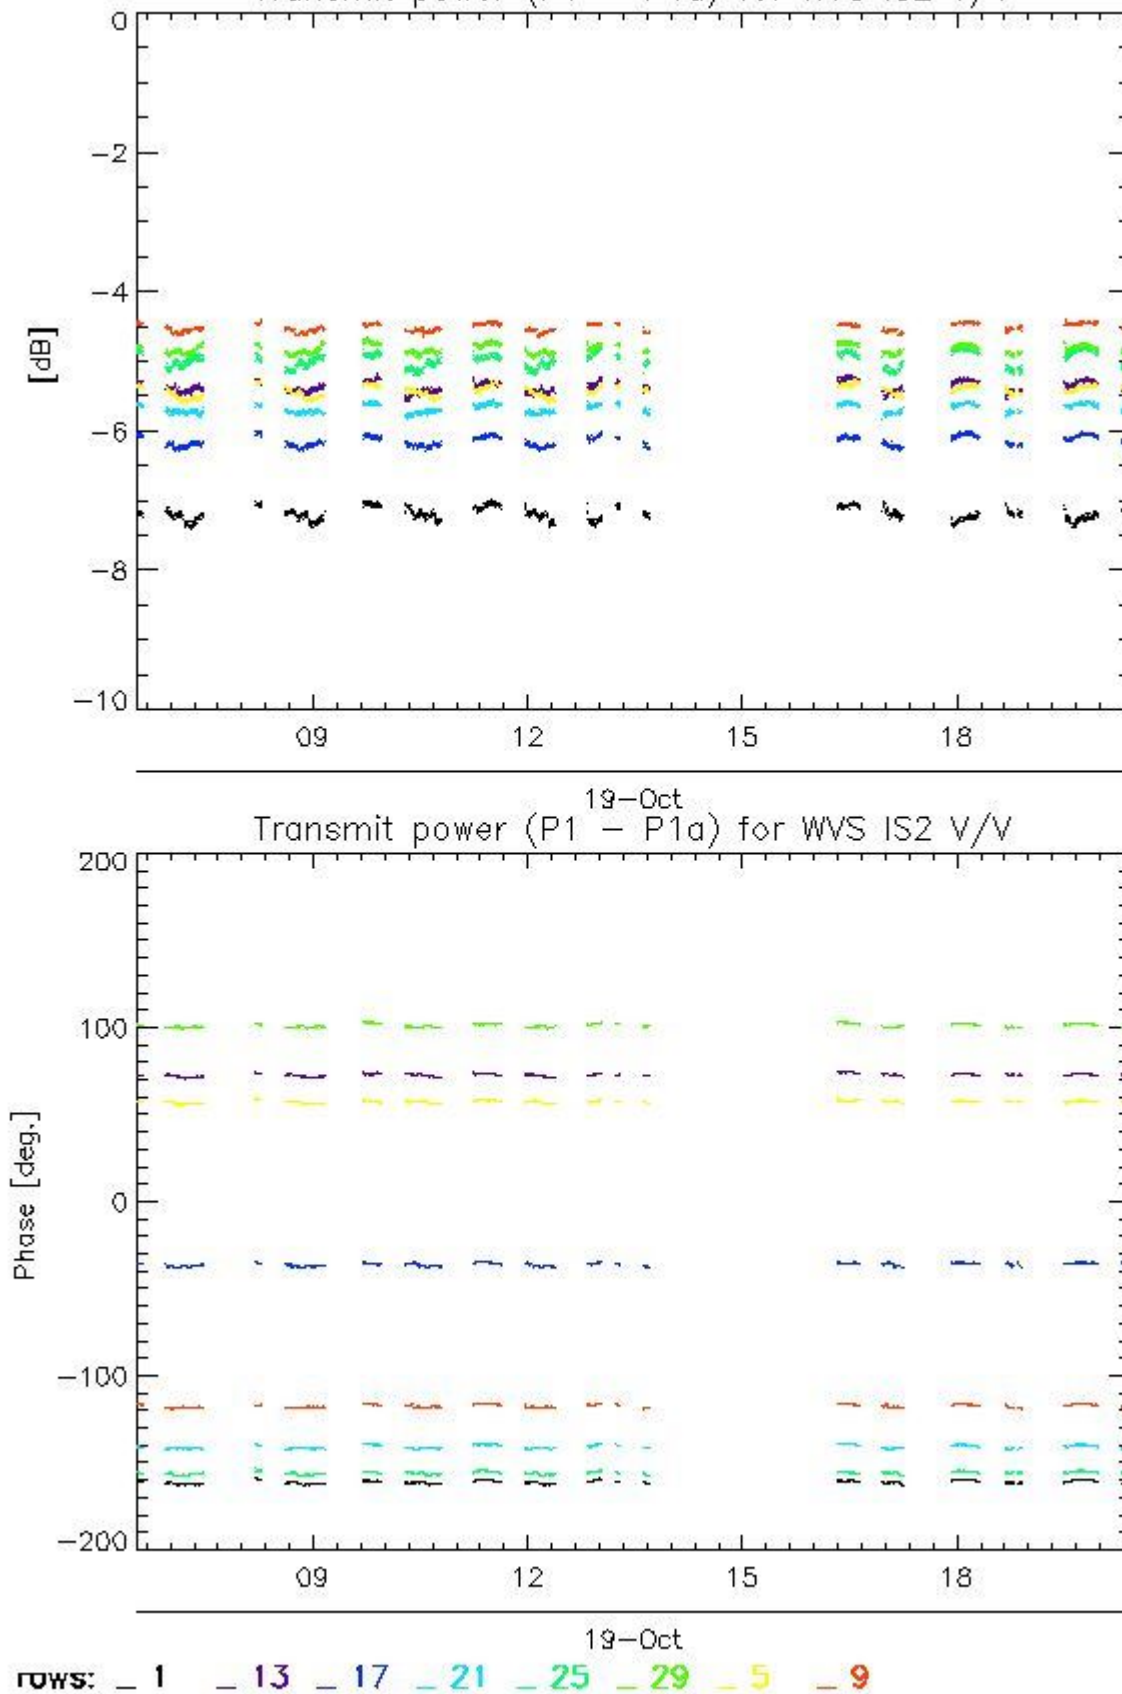 0
−2
−4
[dB]
−6
−8
−10
09 12 15 18
19−Oct
Transmit power (P1 − P1a) for WVS IS2 V/V
200
100
0
Phase [deg.]
−100
−200
09 12 15 18
19−Oct
rows: _ 1 _ 13 _ 17 _ 21 _ 25 _ 29 _ 5 _ 9